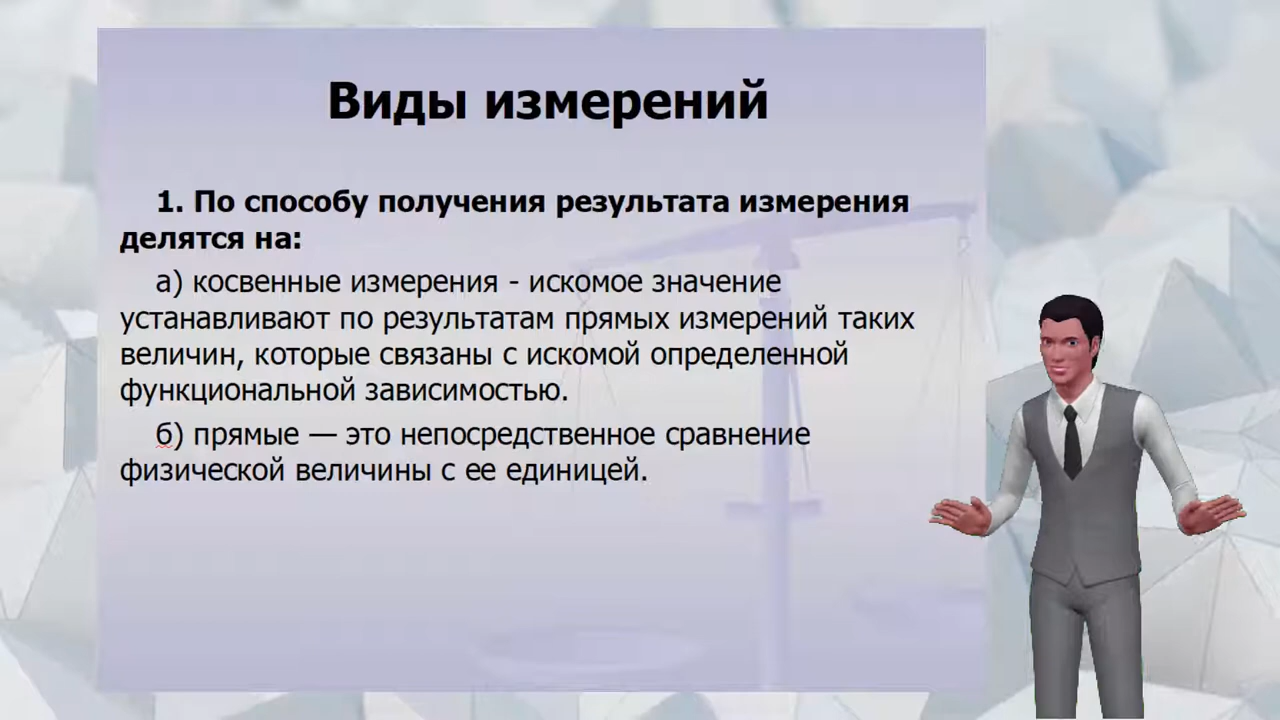 Виды измерений
1. По способу получения результата измерения
делятся на:
а) косвенные измерения - искомое значение
устанавливают по результатам прямых измерений таких
величин, которые связаны с искомой определенной
функциональной зависимостью.
б) прямые — это непосредственное сравнение
физической величины с ее единицей.